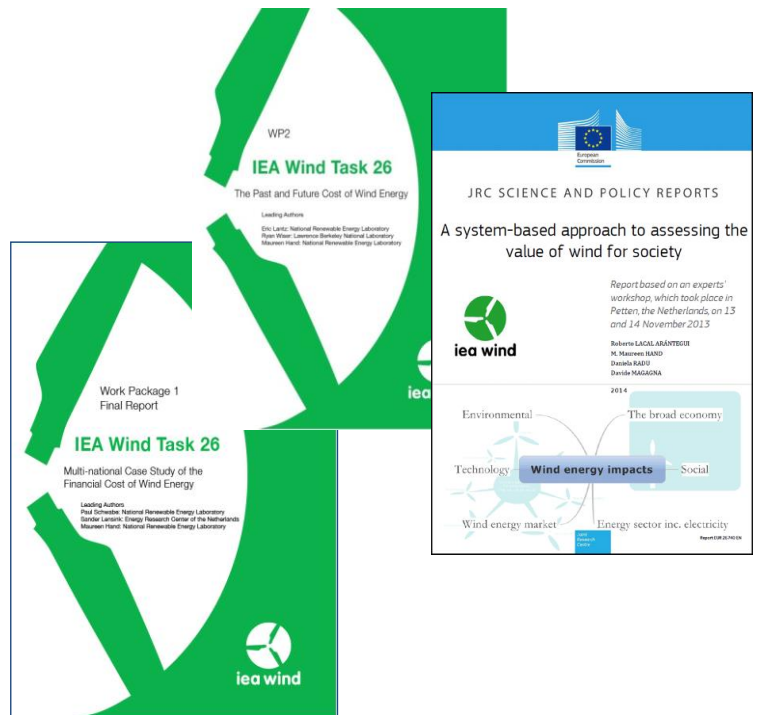 WP2
IEA Wind Task 26
The Past and Future Cost of Wind Energy
Leading Authors
Eric Lantz: National Renewable Energy Laboratory
Ryan Wiser: Lawrence Berkeley National Laboratory
Maureen Hand: National Renewable Energy Laboratory
iea
Work Package 1
Final Report
IEA Wind Task 26
Multi-national Case Study of the
Financial Cost of Wind Energy
Leading Authors
Paul Schwabe: National Renewable Energy Laboratory
Sander Lensink: Energy Research Center of the Netherlands
Maureen Hand: National Renewable Energy Laboratory
iea wind
European
Commission
JRC SCIENCE AND POLICY REPORTS
A system-based approach to assessing the
value of wind for society
Report based on an experts'
workshop, which took place in
Petten, the Netherlands, on 13
and 14 November 2013
iea wind
Roberto LACAL ARÁNTEGUI
M. Maureen HAND
Daniela RADU
Davide MAGAGNA
2014
Environmental
The broad economy
Technology
Wind energy impacts
Social
Wind energy market
Energy sector inc. electricity
Joint
Research
Centre